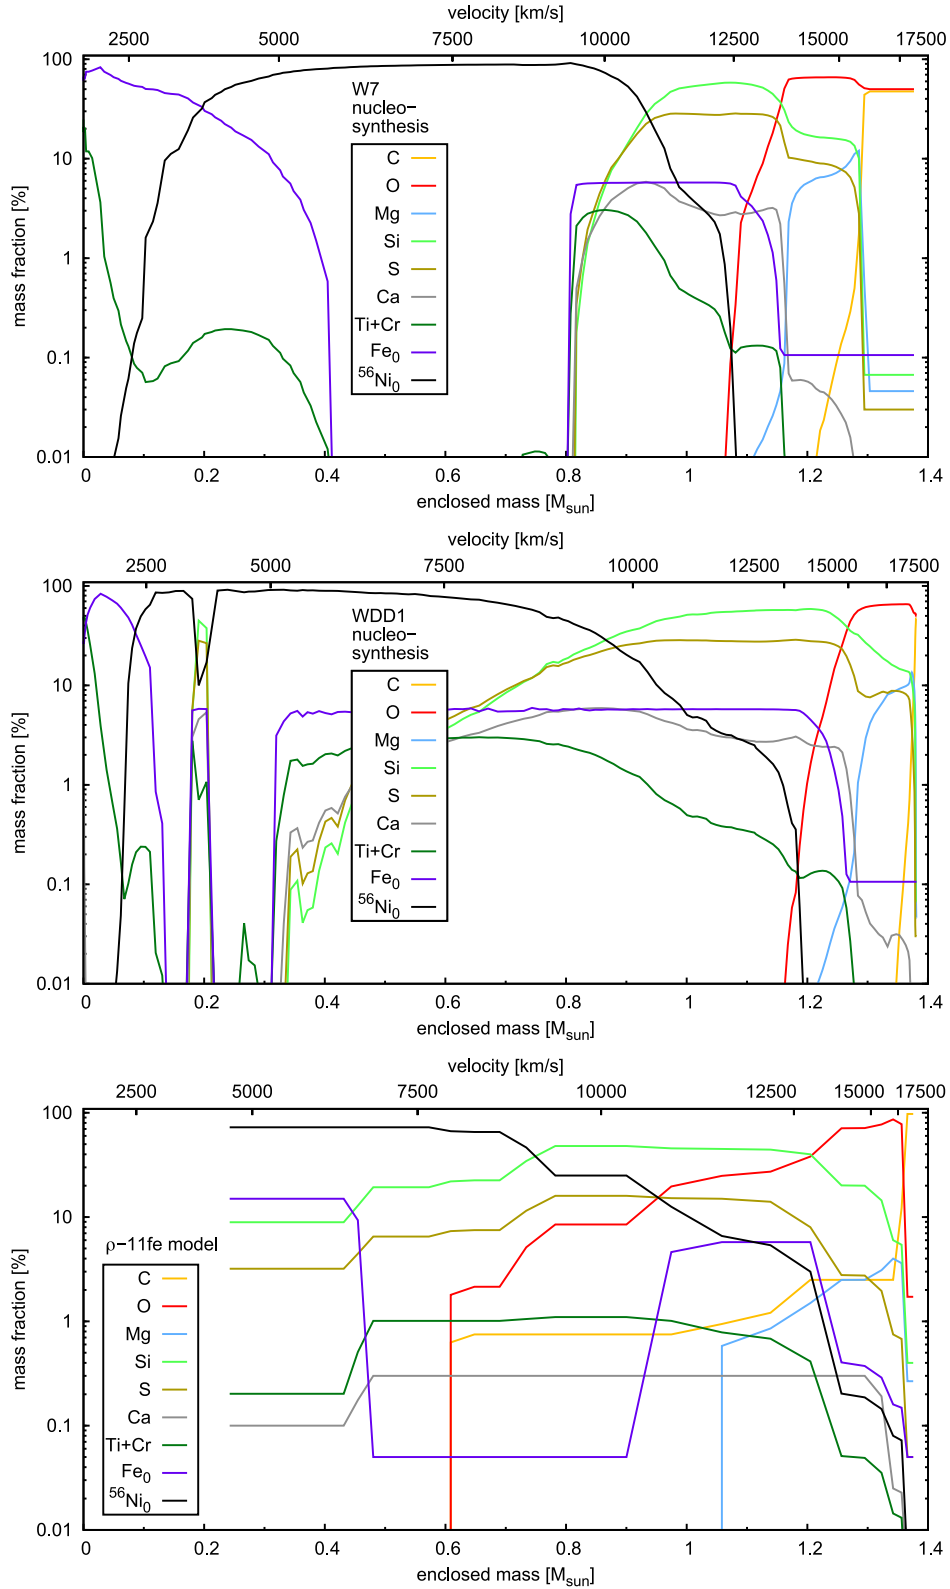 velocity [km/s]
2500 5000 7500 10000 12500 15000 17500
100
10
1
0.1
0.01
mass fraction [%]
W7
nucleo-
synthesis
C
O
Mg
Si
S
Ca
Ti+Cr
Fe0
56Ni0
0 0.2 0.4 0.6 0.8 1 1.2 1.4
enclosed mass [Msun]
velocity [km/s]
2500 5000 7500 10000 12500 15000 17500
100
10
1
0.1
0.01
mass fraction [%]
WDD1
nucleo-
synthesis
C
O
Mg
Si
S
Ca
Ti+Cr
Fe0
56Ni0
0 0.2 0.4 0.6 0.8 1 1.2 1.4
enclosed mass [Msun]
velocity [km/s]
2500 5000 7500 10000 12500 15000 17500
100
10
1
0.1
0.01
mass fraction [%]
ρ-11fe model
C
O
Mg
Si
S
Ca
Ti+Cr
Fe0
56Ni0
0 0.2 0.4 0.6 0.8 1 1.2 1.4
enclosed mass [Msun]